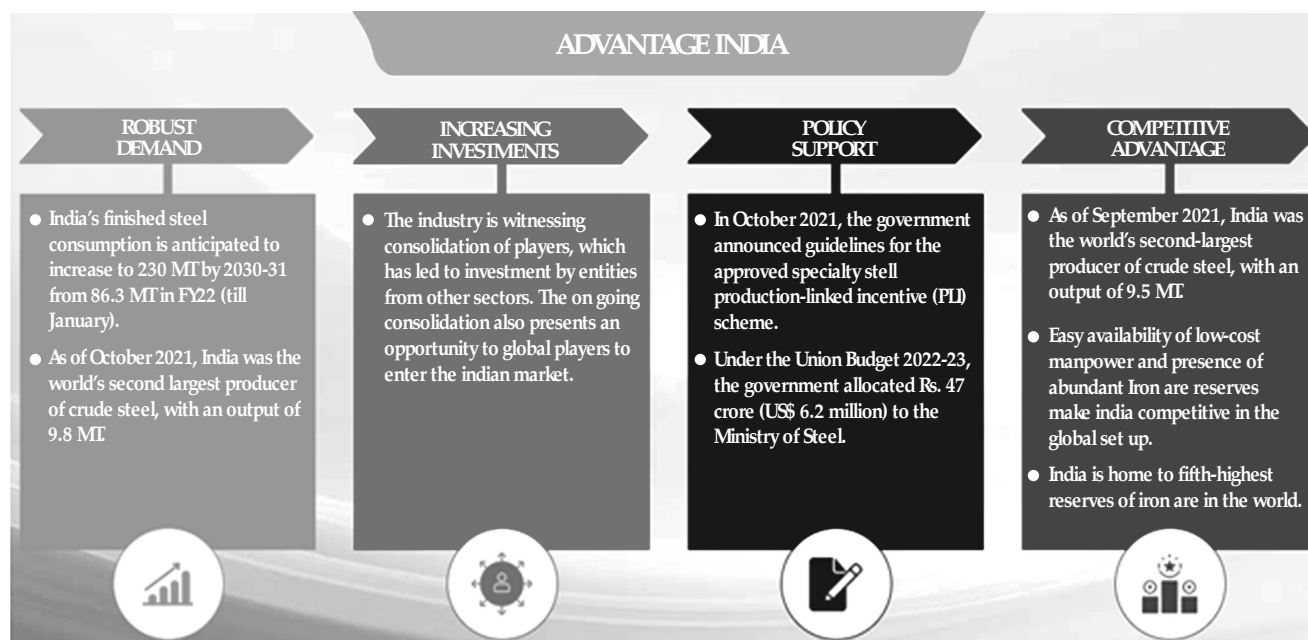 ADVANTAGE INDIA
ROBUST
DEMAND
● India's finished steel
consumption is anticipated to
increase to 230 MT by 2030-31
from 86.3 MT in FY22 (till
January).
● As of October 2021, India was the
world's second largest producer
of crude steel, with an output of
9.8 MT.
INCREASING
INVESTMENTS
● The industry is witnessing
consolidation of players, which
has led to investment by entities
from other sectors. The on going
consolidation also presents an
opportunity to global players to
enter the indian market.
POLICY
SUPPORT
● In October 2021, the government
announced guidelines for the
approved specialty stell
production-linked incentive (PLI)
scheme.
● Under the Union Budget 2022-23,
the government allocated Rs. 47
crore (US$ 6.2 million) to the
Ministry of Steel.
COMPETITIVE
ADVANTAGE
● As of September 2021, India was
the world's second-largest
producer of crude steel, with an
output of 9.5 MT.
● Easy availability of low-cost
manpower and presence of
abundant Iron are reserves
make india competitive in the
global set up.
● India is home to fifth-highest
reserves of iron are in the world.